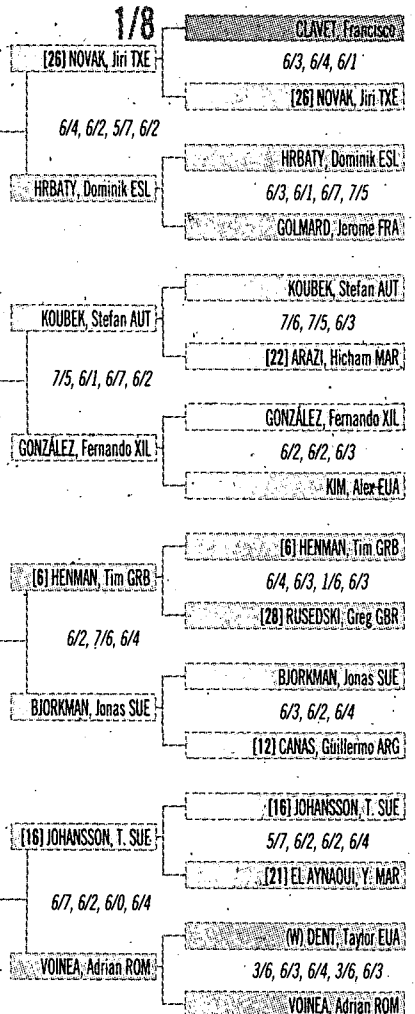 1/8
[26] NOVAK, Jiri TXE
6/4, 6/2, 5/7, 6/2
HRBATY, Dominik ESL
KOUBEK, Stefan AUT
7/5, 6/1, 6/7, 6/2
GONZÁLEZ, Fernando XIL
[6] HENMAN, Tim GRB
6/2, 7/6, 6/4
BJORKMAN, Jonas SUE
[16] JOHANSSON, T. SUE
6/7, 6/2, 6/0, 6/4
VOINEA, Adrian ROM
CLAVET, Francisco
6/3, 6/4, 6/1
[26] NOVAK, Jiri TXE
HRBATY, Dominik ESL
6/3, 6/1, 6/7, 7/5
GOLMARD, Jerome FRA
KOUBEK, Stefan AUT
7/6, 7/5, 6/3
[22] ARAZI, Hicham MAR
GONZÁLEZ, Fernando XIL
6/2, 6/2, 6/3
KIM, Alex EUA
[6] HENMAN, Tim GRB
6/4, 6/3, 1/6, 6/3
[28] RUSEDSKI, Greg GBR
BJORKMAN, Jonas SUE
6/3, 6/2, 6/4
[12] CANAS, Guillermo ARG
[16] JOHANSSON, T. SUE
5/7, 6/2, 6/2, 6/4
[21] EL AYNAOUI, Y. MAR
(W) DENT, Taylor EUA
3/6, 6/3, 6/4, 3/6, 6/3
VOINEA, Adrian ROM